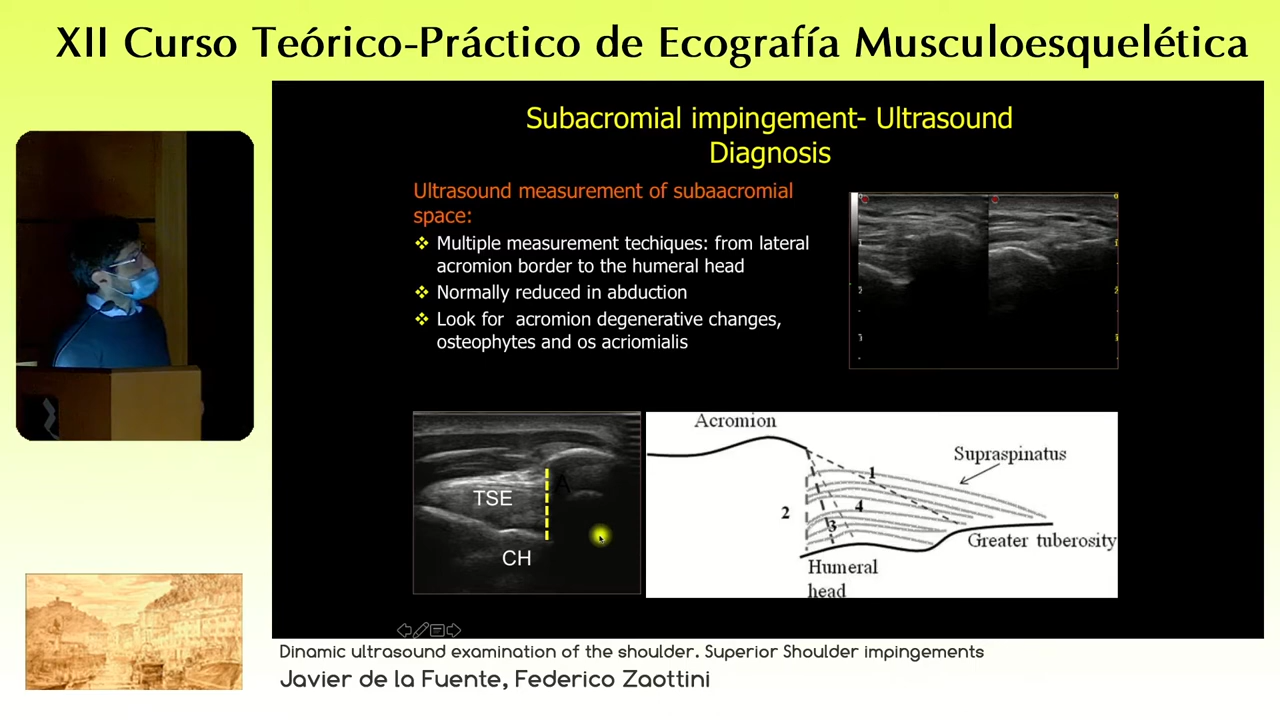 XII Curso Teórico-Práctico de Ecografía Musculoesquelética
Subacromial impingement- Ultrasound
Diagnosis
Ultrasound measurement of subaacromial
space:
❖ Multiple measurement techiques: from lateral
acromion border to the humeral head
❖ Normally reduced in abduction
❖ Look for acromion degenerative changes,
osteophytes and os acriomialis
TSE
A
CH
Acromion
Supraspinatus
1
2
4
3
Greater tuberosity
Humeral
head
Dinamic ultrasound examination of the shoulder. Superior Shoulder impingements
Javier de la Fuente, Federico Zaottini